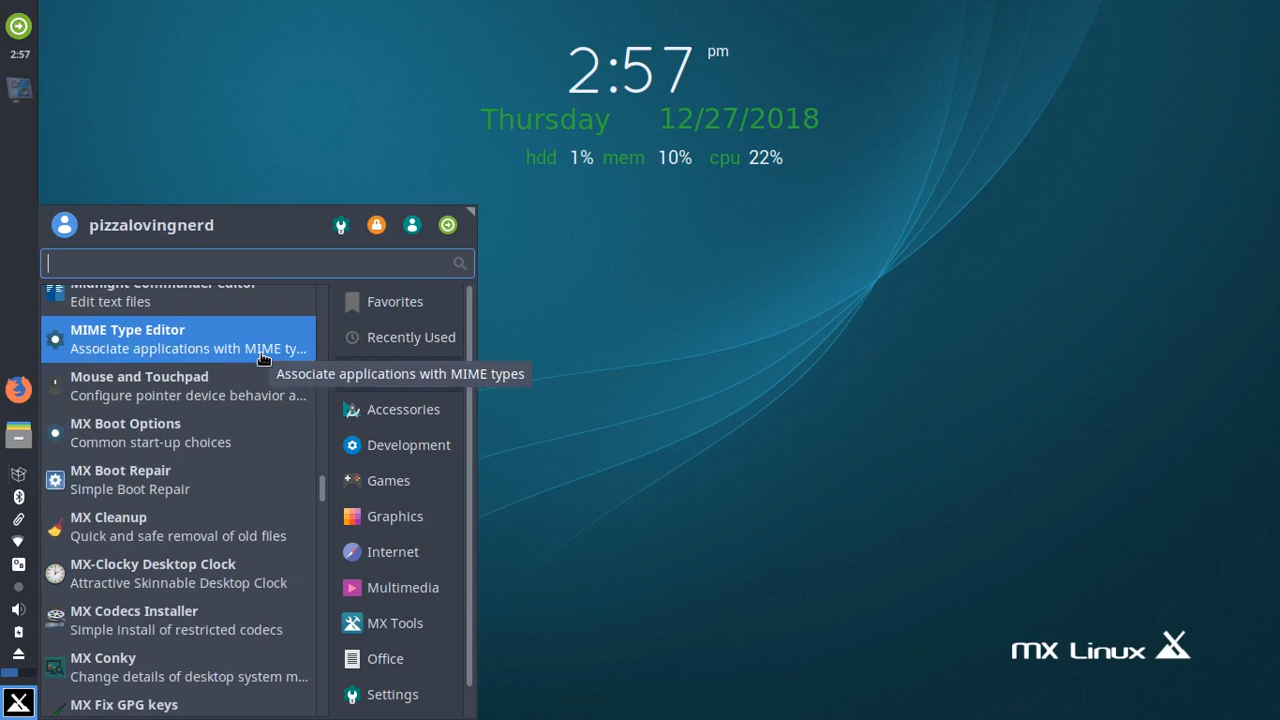 2:57
2:57 pm
Thursday 12/27/2018
hdd 1% mem 10% cpu 22%
pizzalovingnerd
Midnight Commander editor
Edit text files
MIME Type Editor
Associate applications with MIME ty...
Associate applications with MIME types
Mouse and Touchpad
Configure pointer device behavior a...
MX Boot Options
Common start-up choices
MX Boot Repair
Simple Boot Repair
MX Cleanup
Quick and safe removal of old files
MX-Clocky Desktop Clock
Attractive Skinnable Desktop Clock
MX Codecs Installer
Simple Install of restricted codecs
MX Conky
Change details of desktop system m...
MX Fix GPG keys
Favorites
Recently Used
Accessories
Development
Games
Graphics
Internet
Multimedia
MX Tools
Office
Settings
MX Linux